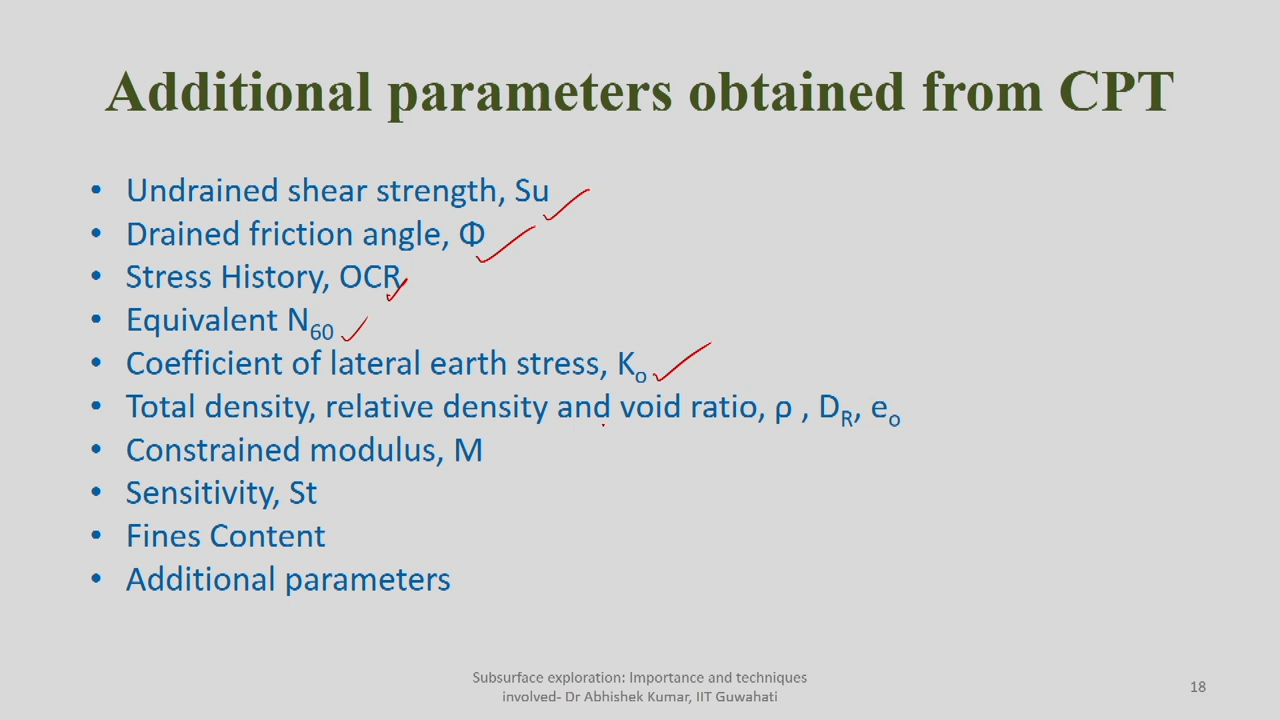 Additional parameters obtained from CPT
• Undrained shear strength, Su
• Drained friction angle, Φ
• Stress History, OCR
• Equivalent N60
• Coefficient of lateral earth stress, Ko
• Total density, relative density and void ratio, ρ , DR, eo
• Constrained modulus, M
• Sensitivity, St
• Fines Content
• Additional parameters
Subsurface exploration: Importance and techniques
involved- Dr Abhishek Kumar, IIT Guwahati
18